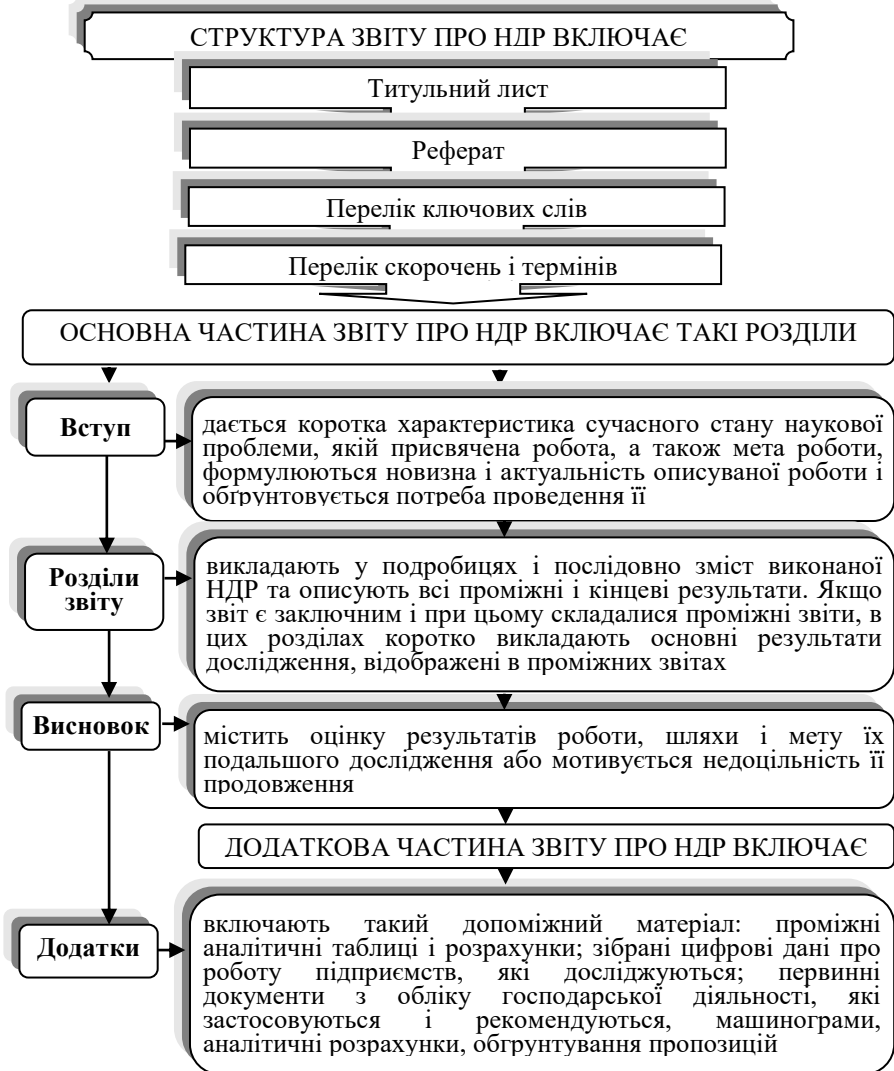 СТРУКТУРА ЗВІТУ ПРО НДР ВКЛЮЧАЄ
Титульний лист
Реферат
Перелік ключових слів
Перелік скорочень і термінів
ОСНОВНА ЧАСТИНА ЗВІТУ ПРО НДР ВКЛЮЧАЄ ТАКІ РОЗДІЛИ
Вступ
дається коротка характеристика сучасного стану наукової
проблеми, якій присвячена робота, а також мета роботи,
формулюються новизна і актуальність описуваної роботи і
обґрунтовується потреба проведення її
Розділи
звіту
викладають у подробицях і послідовно зміст виконаної
НДР та описують всі проміжні і кінцеві результати. Якщо
звіт є заключним і при цьому складалися проміжні звіти, в
цих розділах коротко викладають основні результати
дослідження, відображені в проміжних звітах
Висновок
містить оцінку результатів роботи, шляхи і мету їх
подальшого дослідження або мотивується недоцільність її
продовження
ДОДАТКОВА ЧАСТИНА ЗВІТУ ПРО НДР ВКЛЮЧАЄ
Додатки
включають такий допоміжний матеріал: проміжні
аналітичні таблиці і розрахунки; зібрані цифрові дані про
роботу підприємств, які досліджуються; первинні
документи з обліку господарської діяльності, які
застосовуються і рекомендуються, машинограми,
аналітичні розрахунки, обгрунтування пропозицій